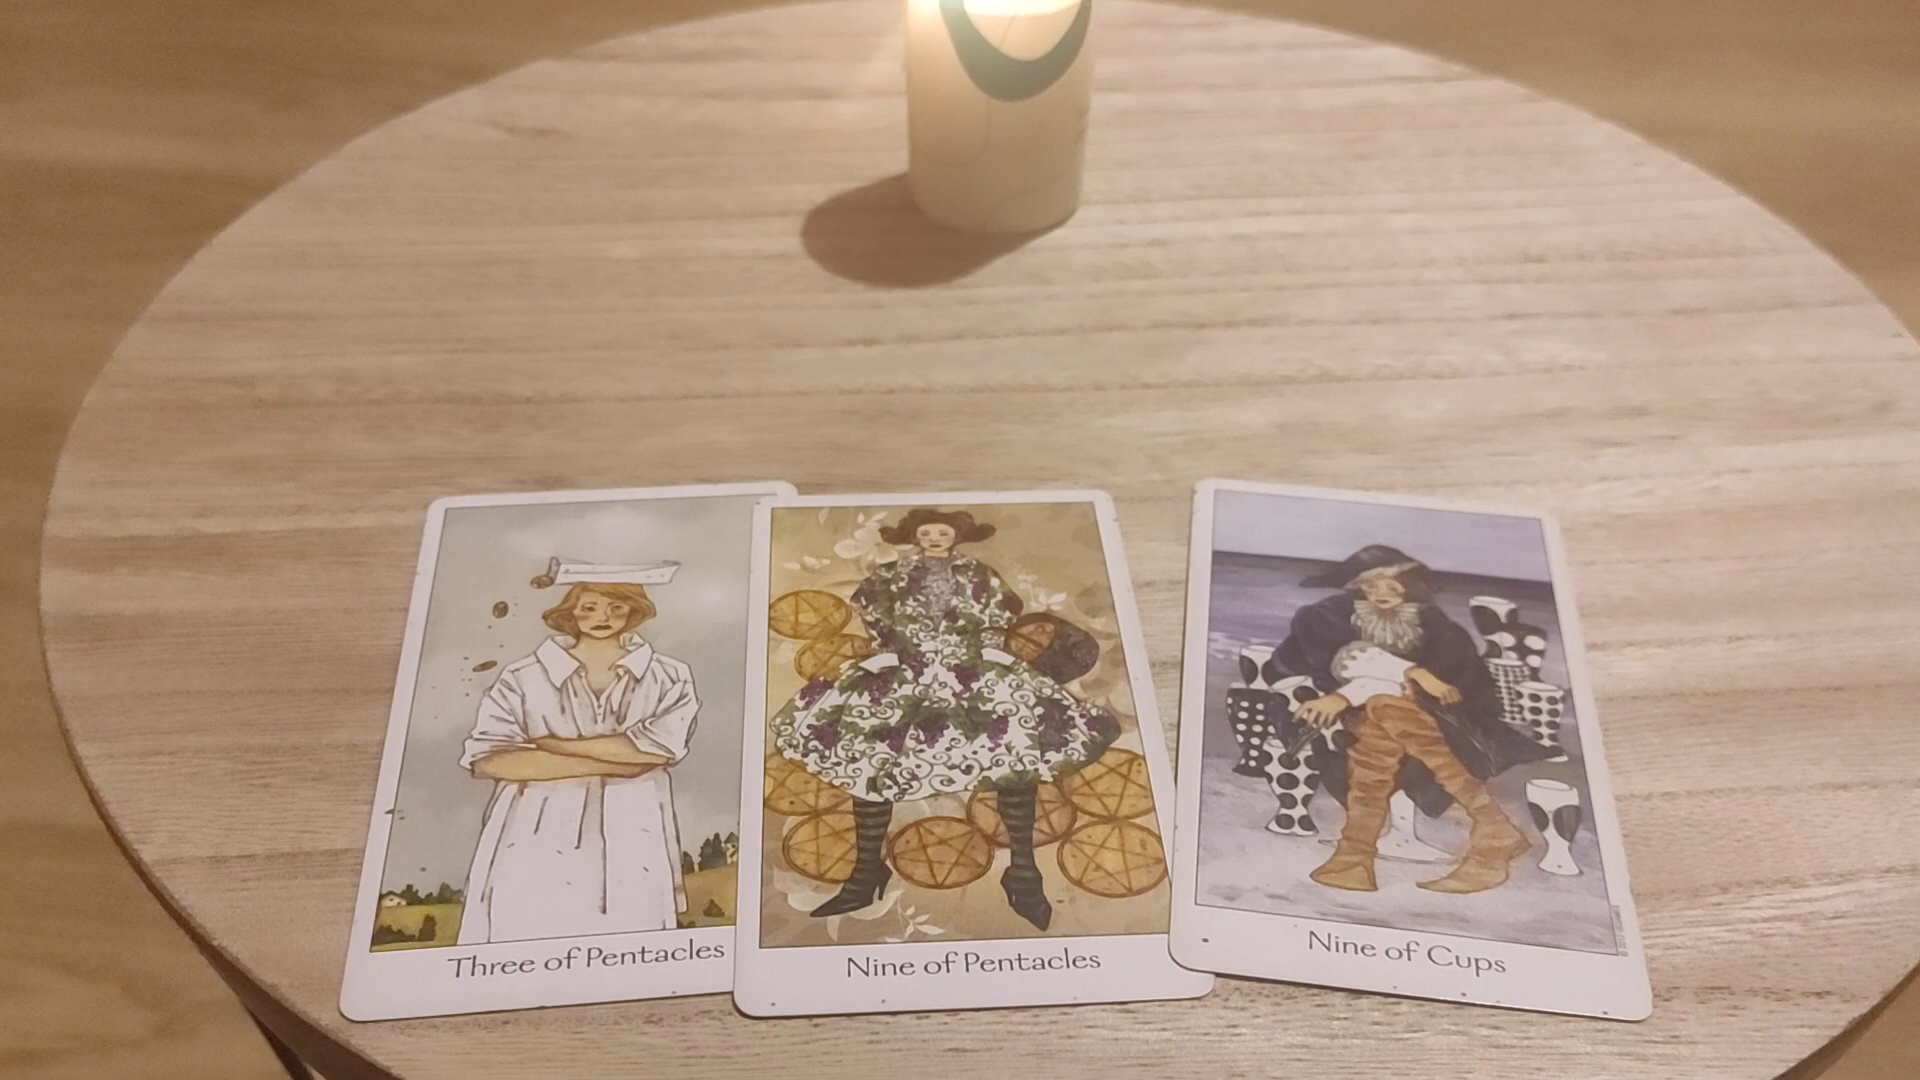 Three of Pentacles
Nine of Pentacles
Nine of Cups